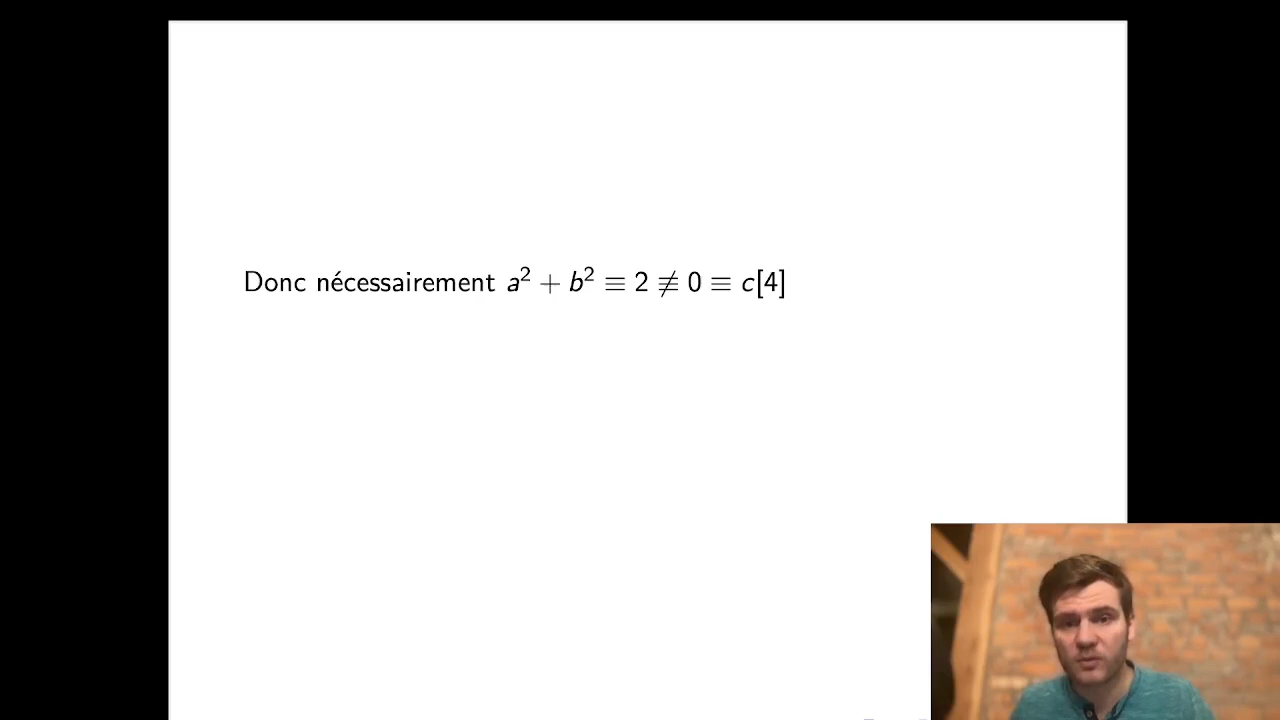 Donc nécessairement a² + b² ≡ 2 ≢ 0 ≡ c[4]